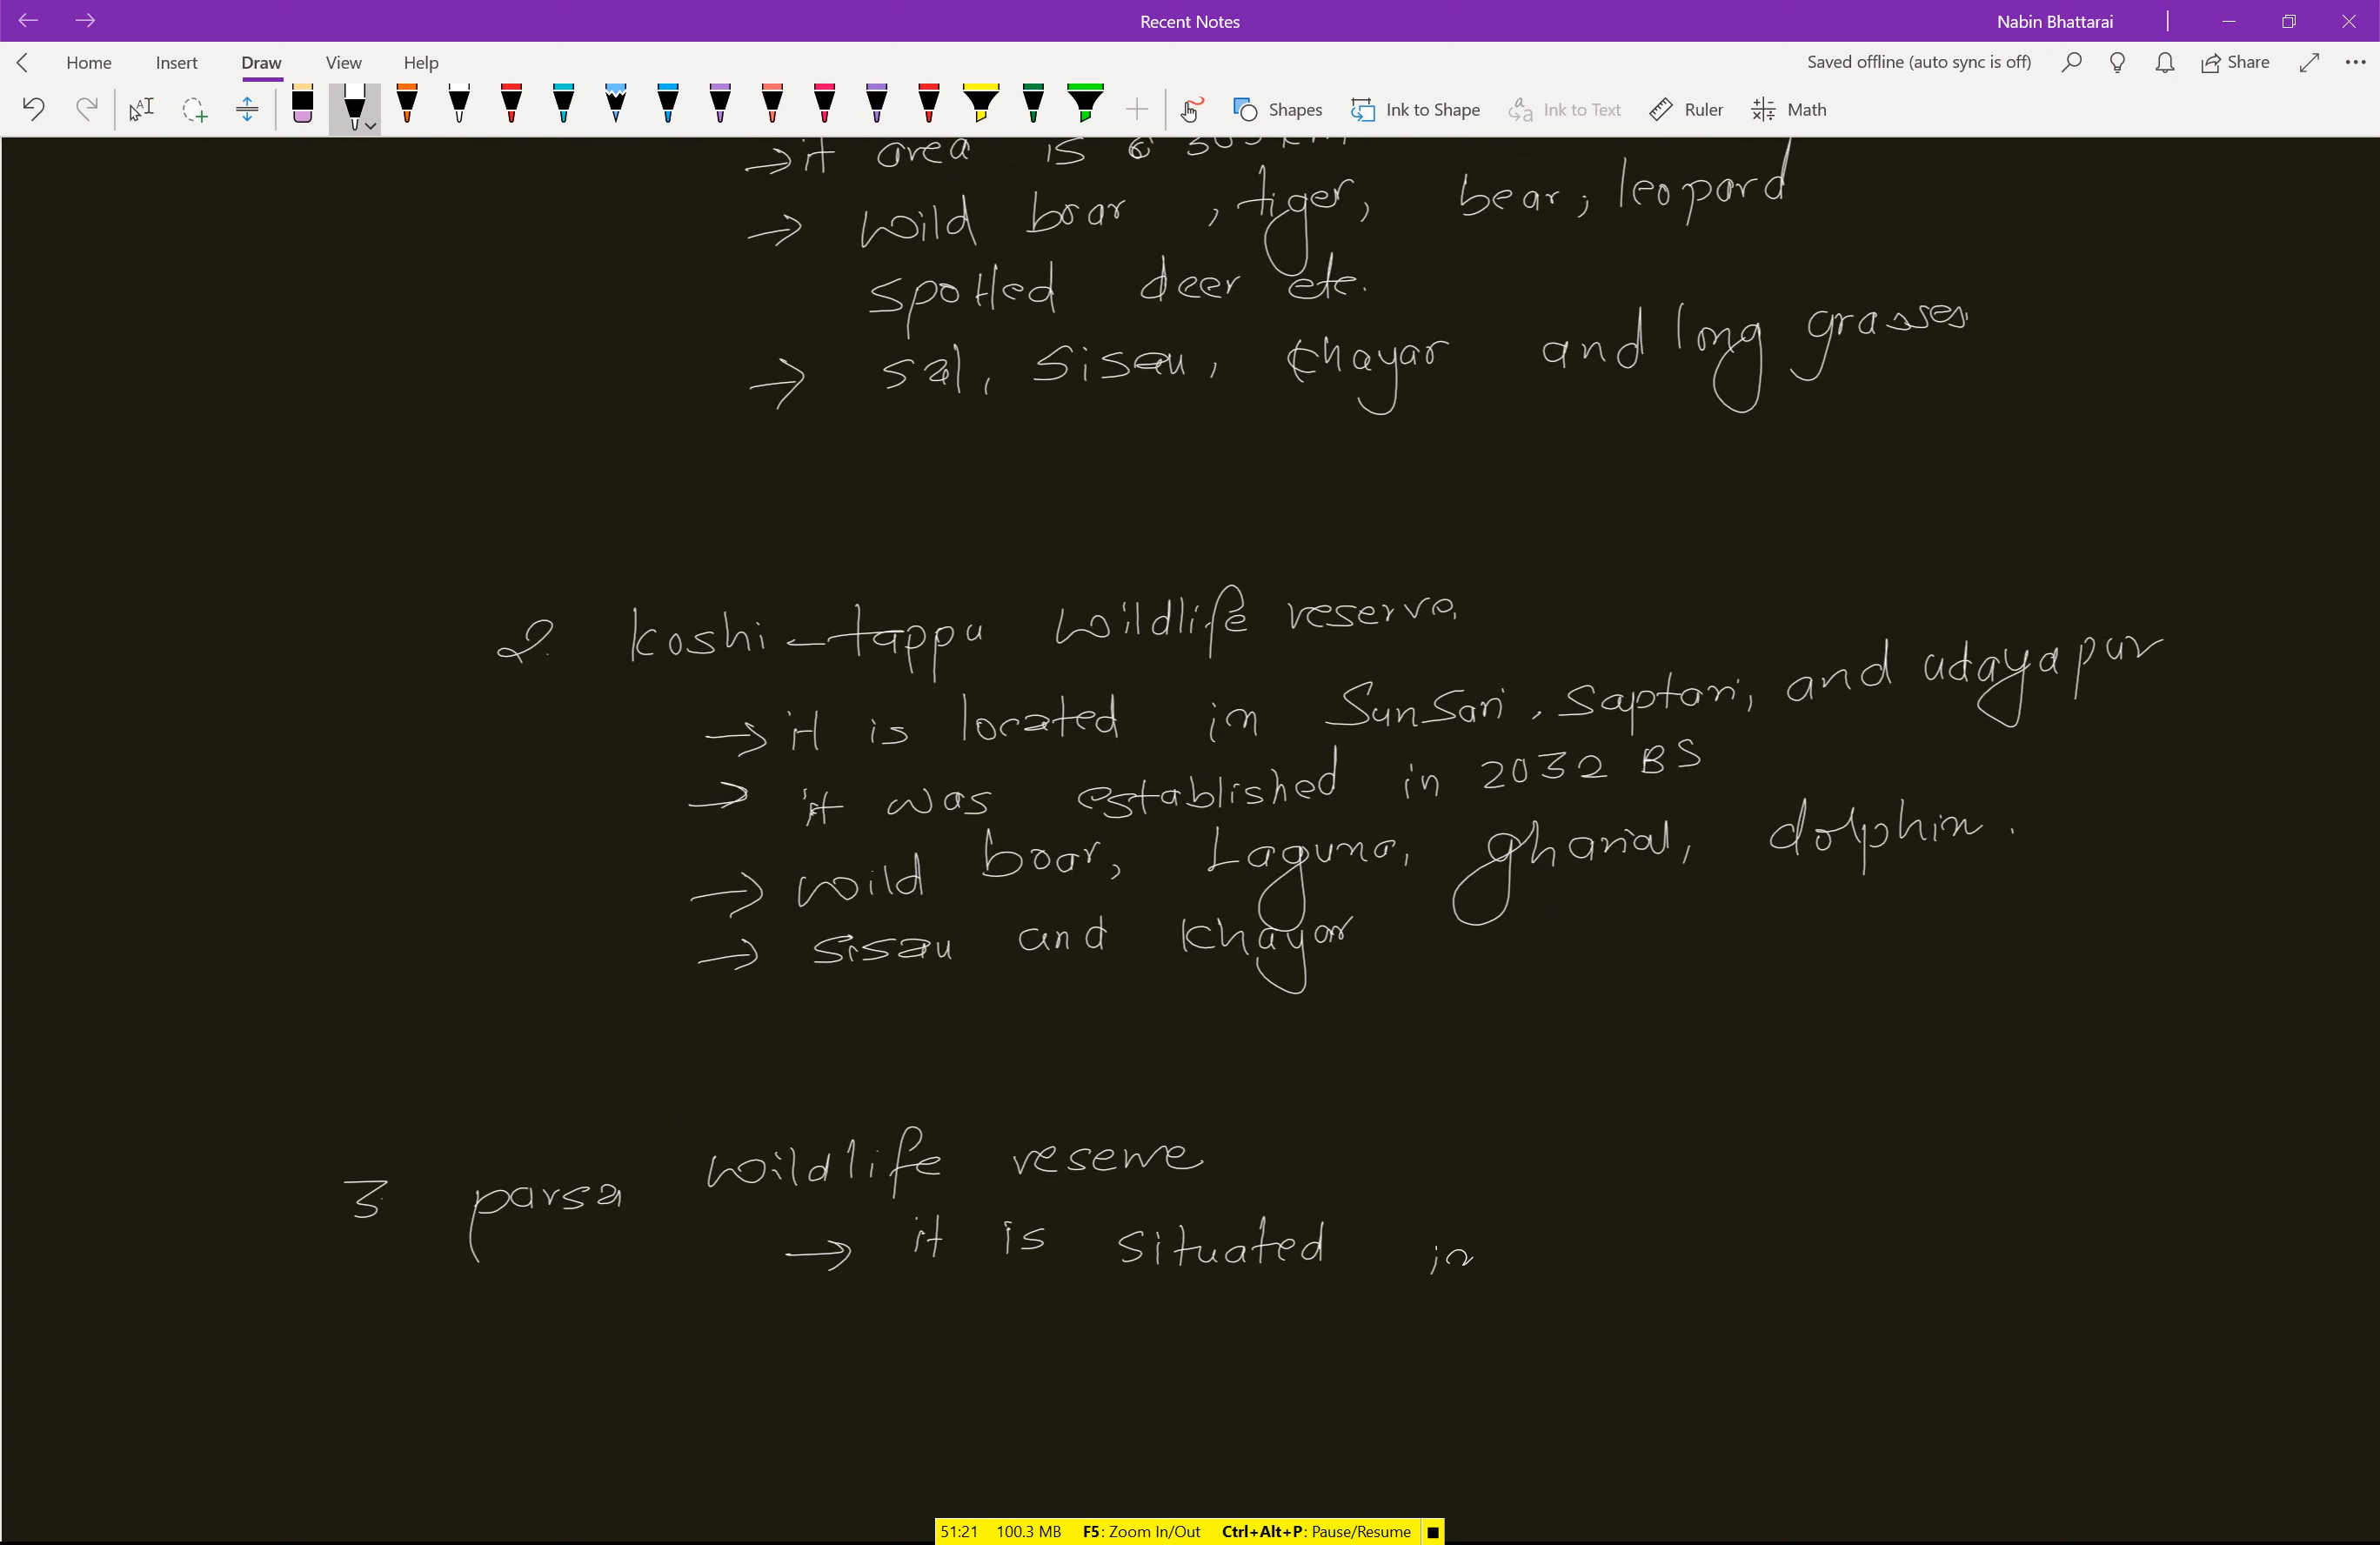 Recent Notes
Nabin Bhattarai
Home Insert Draw View Help
Saved offline (auto sync is off) Share
Shapes Ink to Shape Ink to Text Ruler Math
→ it area is
→ wild boar , tiger, bear, leopard
spotted deer etc.
→ sal, sisau, khayar and long grasses
2. koshi-tappu wildlife reserve
→ it is located in Sunsari, saptari, and udayapur
→ it was established in 2032 BS
→ wild boar, Laguna, gharial, dolphin.
→ sisau and khayar
3 parsa wildlife reserve
→ it is situated in
51:21 100.3 MB F5: Zoom In/Out Ctrl+Alt+P: Pause/Resume